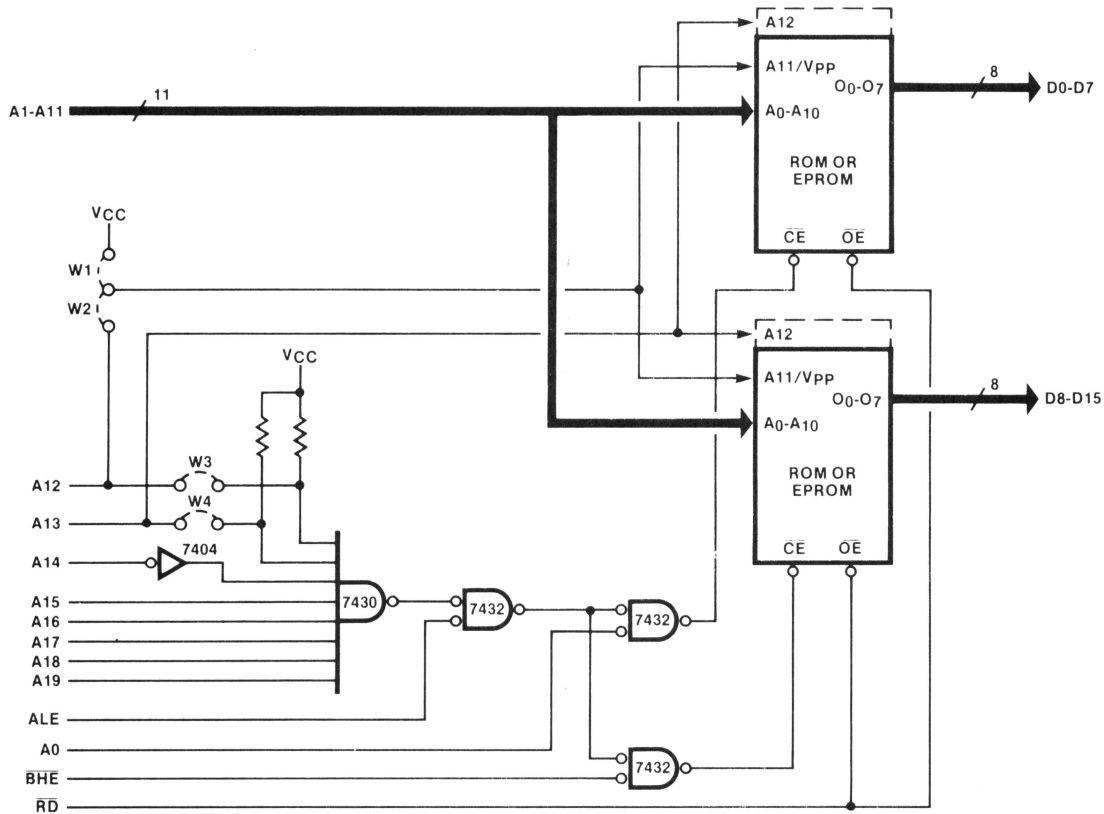 A12
A11/VPP
O0-O7
8
D0-D7
A1-A11
11
A0-A10
ROM OR
EPROM
CE
OE
VCC
W1
W2
A12
A11/VPP
O0-O7
8
D8-D15
A0-A10
ROM OR
EPROM
CE
OE
VCC
W3
A12
W4
A13
A14
7404
A15
7430
7432
7432
A16
A17
A18
A19
ALE
A0
7432
BHE
RD